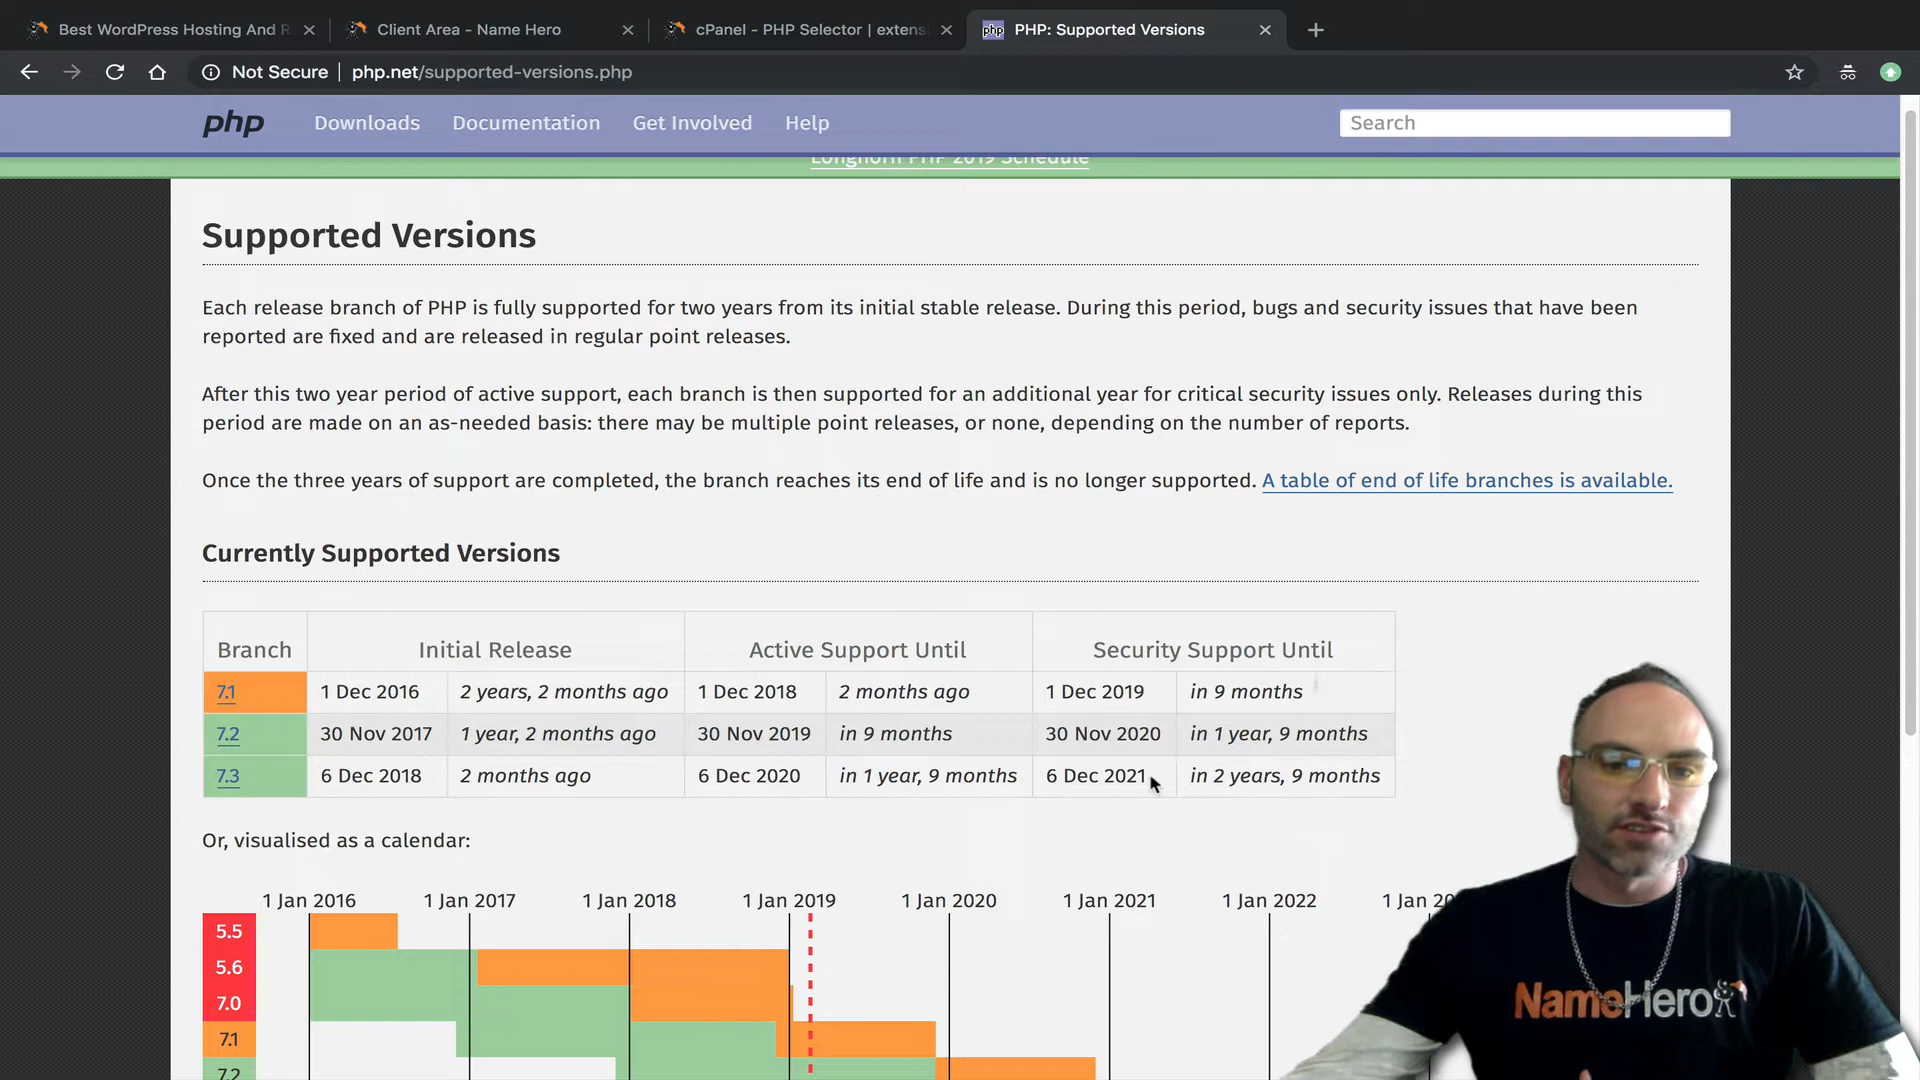 Best WordPress Hosting And R
Client Area - Name Hero
cPanel - PHP Selector | extens
php PHP: Supported Versions
Not Secure php.net/supported-versions.php
php Downloads Documentation Get Involved Help Search
Longhorn PHP 2019 Schedule
Supported Versions
Each release branch of PHP is fully supported for two years from its initial stable release. During this period, bugs and security issues that have been
reported are fixed and are released in regular point releases.
After this two year period of active support, each branch is then supported for an additional year for critical security issues only. Releases during this
period are made on an as-needed basis: there may be multiple point releases, or none, depending on the number of reports.
Once the three years of support are completed, the branch reaches its end of life and is no longer supported. A table of end of life branches is available.
Currently Supported Versions
Branch Initial Release Active Support Until Security Support Until
7.1 1 Dec 2016 2 years, 2 months ago 1 Dec 2018 2 months ago 1 Dec 2019 in 9 months
7.2 30 Nov 2017 1 year, 2 months ago 30 Nov 2019 in 9 months 30 Nov 2020 in 1 year, 9 months
7.3 6 Dec 2018 2 months ago 6 Dec 2020 in 1 year, 9 months 6 Dec 2021 in 2 years, 9 months
Or, visualised as a calendar:
1 Jan 2016 1 Jan 2017 1 Jan 2018 1 Jan 2019 1 Jan 2020 1 Jan 2021 1 Jan 2022 1 Jan 20
5.5
5.6
7.0
7.1
7.2
NameHero